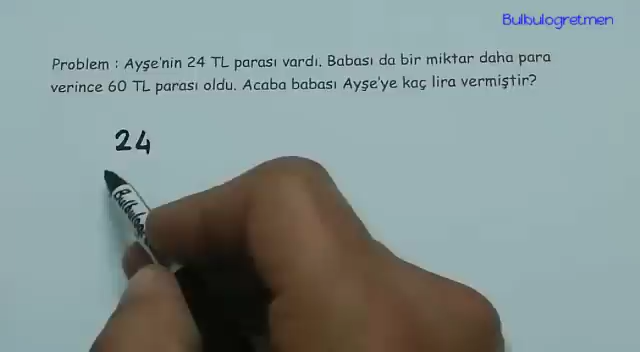 Bulbulogretmen
Problem : Ayşe'nin 24 TL parası vardı. Babası da bir miktar daha para
verince 60 TL parası oldu. Acaba babası Ayşe'ye kaç lira vermiştir?
24